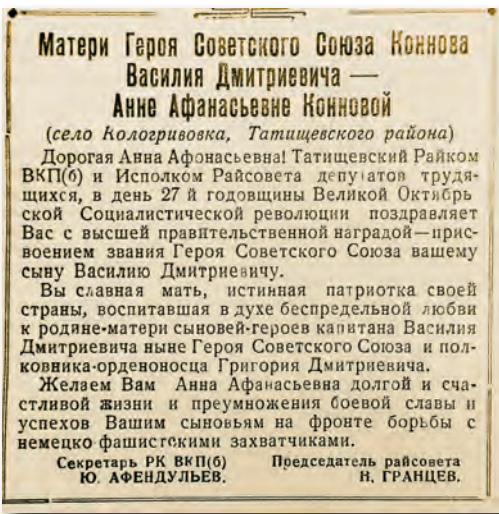 Матери Героя Советского Союза Коннова
Василия Дмитриевича —
Анне Афанасьевне Конновой
(село Кологривовка, Татищевского района)
Дорогая Анна Афонасьевна! Татищевский Райком
ВКП(б) и Исполком Райсовета депутатов трудя-
щихся, в день 27 й годовщины Великой Октябрь
ской Социалистической революции поздравляет
Вас с высшей правительственной наградой—прис-
воением звания Героя Советского Союза вашему
сыну Василию Дмитриевичу.
Вы славная мать, истинная патриотка своей
страны, воспитавшая в духе беспредельной любви
к родине-матери сыновей-героев капитана Василия
Дмитриевича ныне Героя Советского Союза и пол-
ковника-орденоносца Григория Дмитриевича.
Желаем Вам Анна Афанасьевна долгой и сча-
стливой жизни и преумножения боевой славы и
успехов Вашим сыновьям на фронте борьбы с
немецко-фашистскими захватчиками.
Секретарь РК ВКП(б) Председатель райсовета
Ю. АФЕНДУЛЬЕВ. Н. ГРАНЦЕВ.